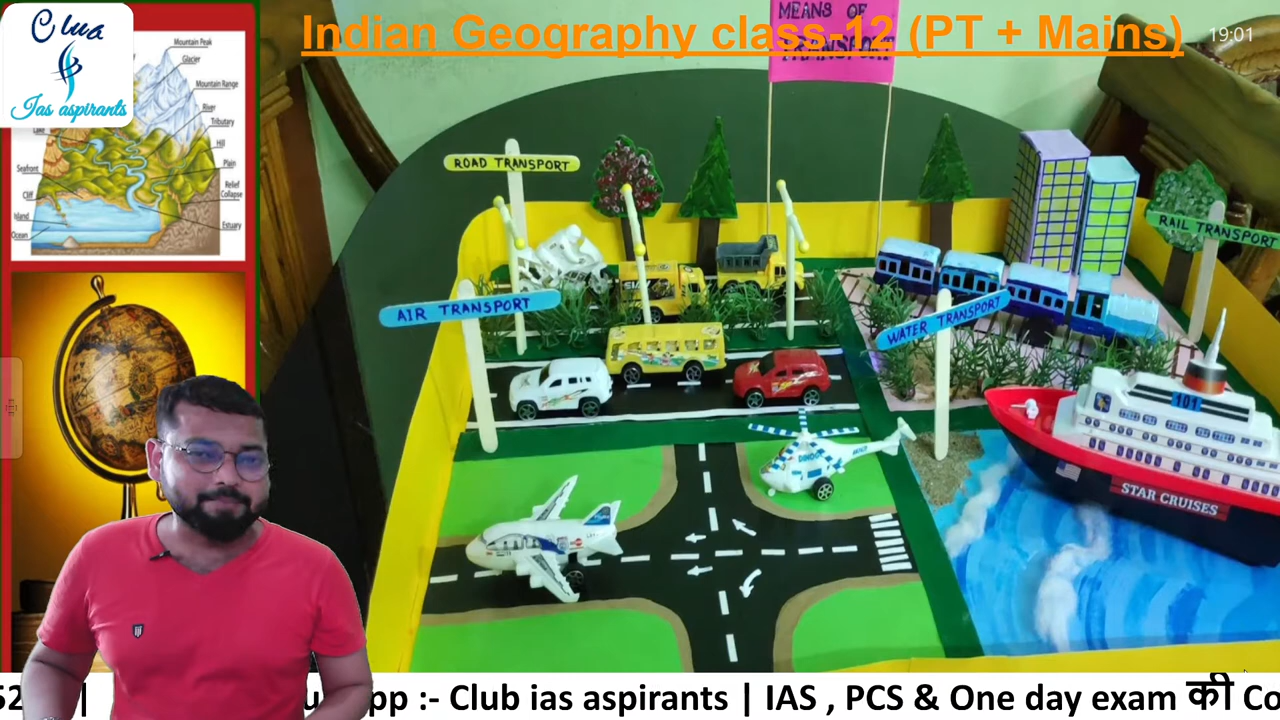 Clua
Ias aspirants
Indian Geography class-12 (PT + Mains)
19:01
MEANS OF
TRANSPORT
Mountain Peak
Glacier
Mountain Range
River
Tributary
Hill
Plain
Lake
Seafront
Relief
Collapse
Cliff
Island
Estuary
Ocean
ROAD TRANSPORT
RAIL TRANSPORT
AIR TRANSPORT
WATER TRANSPORT
101
STAR CRUISES
pp :- Club ias aspirants | IAS , PCS & One day exam की Co